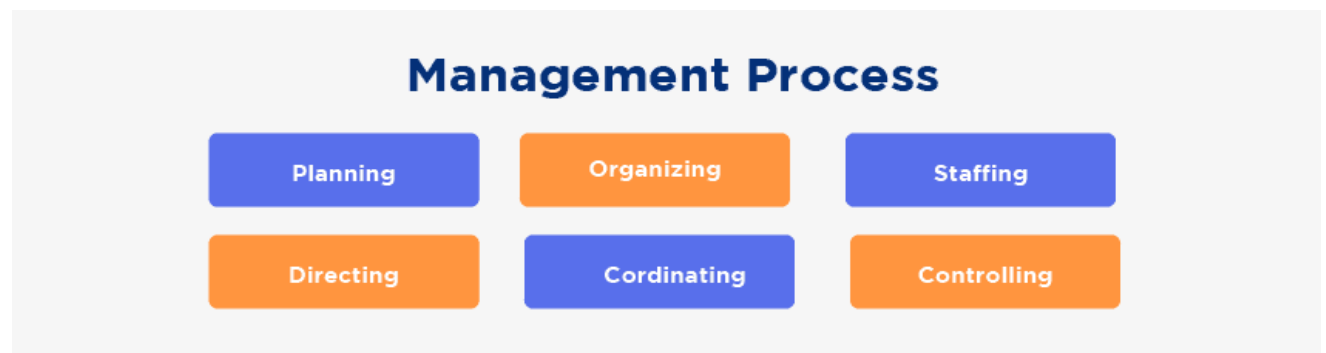 Management Process
Planning
Organizing
Staffing
Directing
Cordinating
Controlling